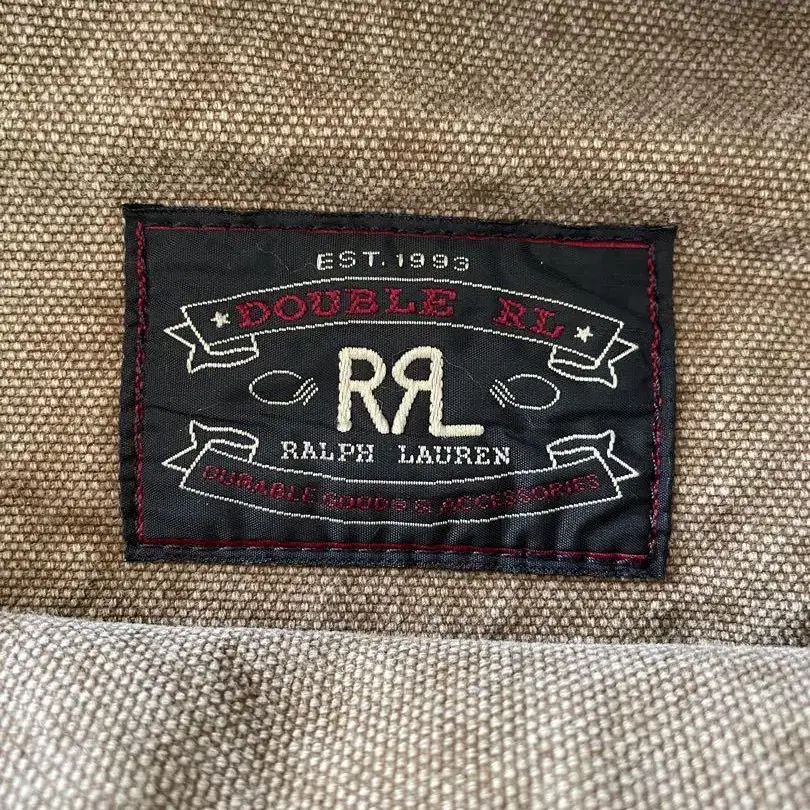 EST.1993
DOUBLE RL
RRL
RALPH LAUREN
DURABLE GOODS & ACCESSORIES